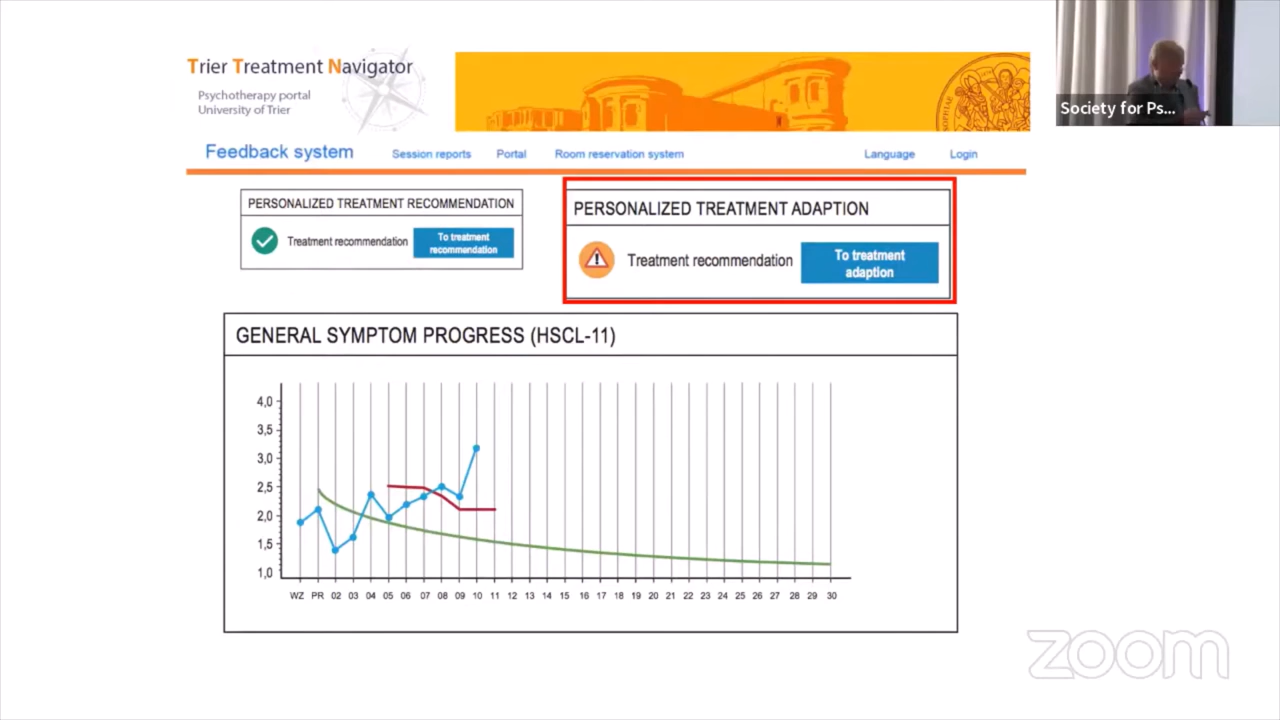 Trier Treatment Navigator
Psychotherapy portal
University of Trier
Society for Ps...
Feedback system
Session reports
Portal
Room reservation system
Language
Login
PERSONALIZED TREATMENT RECOMMENDATION
Treatment recommendation
To treatment
recommendation
PERSONALIZED TREATMENT ADAPTION
Treatment recommendation
To treatment
adaption
GENERAL SYMPTOM PROGRESS (HSCL-11)
4,0
3,5
3,0
2,5
2,0
1,5
1,0
WZ PR 02 03 04 05 06 07 08 09 10 11 12 13 14 15 16 17 18 19 20 21 22 23 24 25 26 27 28 29 30
zoom